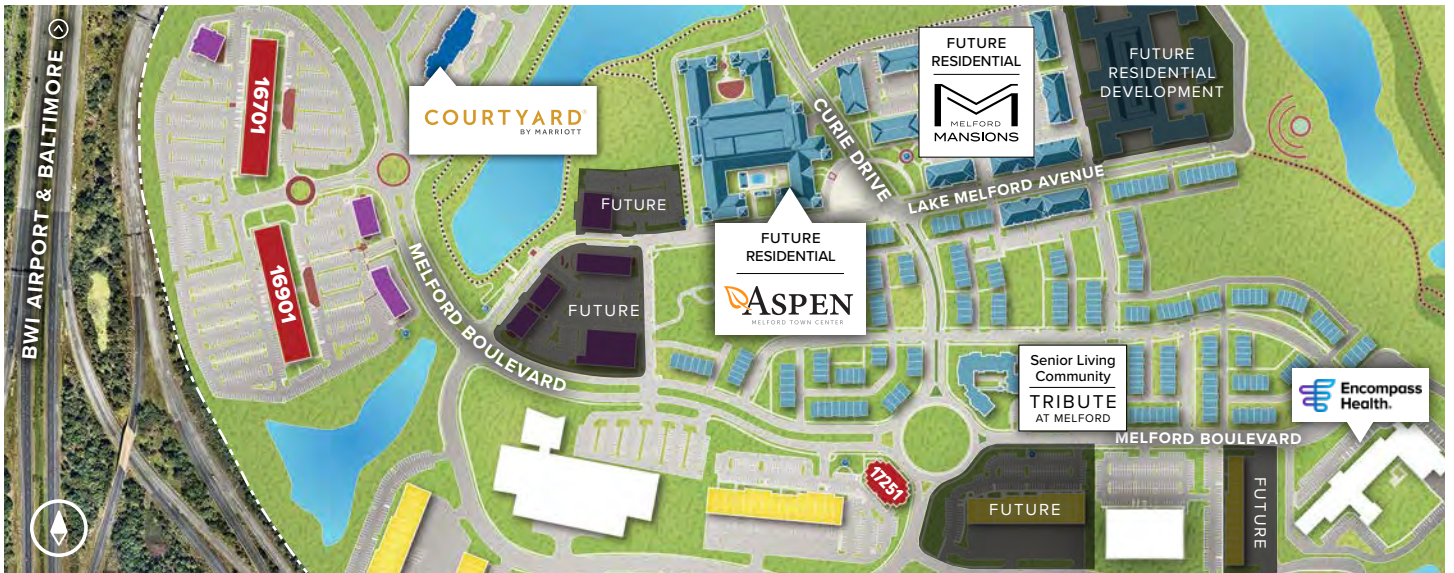 BWI AIRPORT & BALTIMORE
16701
16901
COURTYARD®
BY MARRIOTT
MELFORD BOULEVARD
FUTURE
FUTURE
FUTURE
RESIDENTIAL
ASPEN
MELFORD TOWN CENTER
CURIE DRIVE
FUTURE
RESIDENTIAL
MELFORD
MANSIONS
FUTURE
RESIDENTIAL
DEVELOPMENT
LAKE MELFORD AVENUE
Senior Living
Community
TRIBUTE
AT MELFORD
Encompass
Health.
MELFORD BOULEVARD
17251
FUTURE
FUTURE